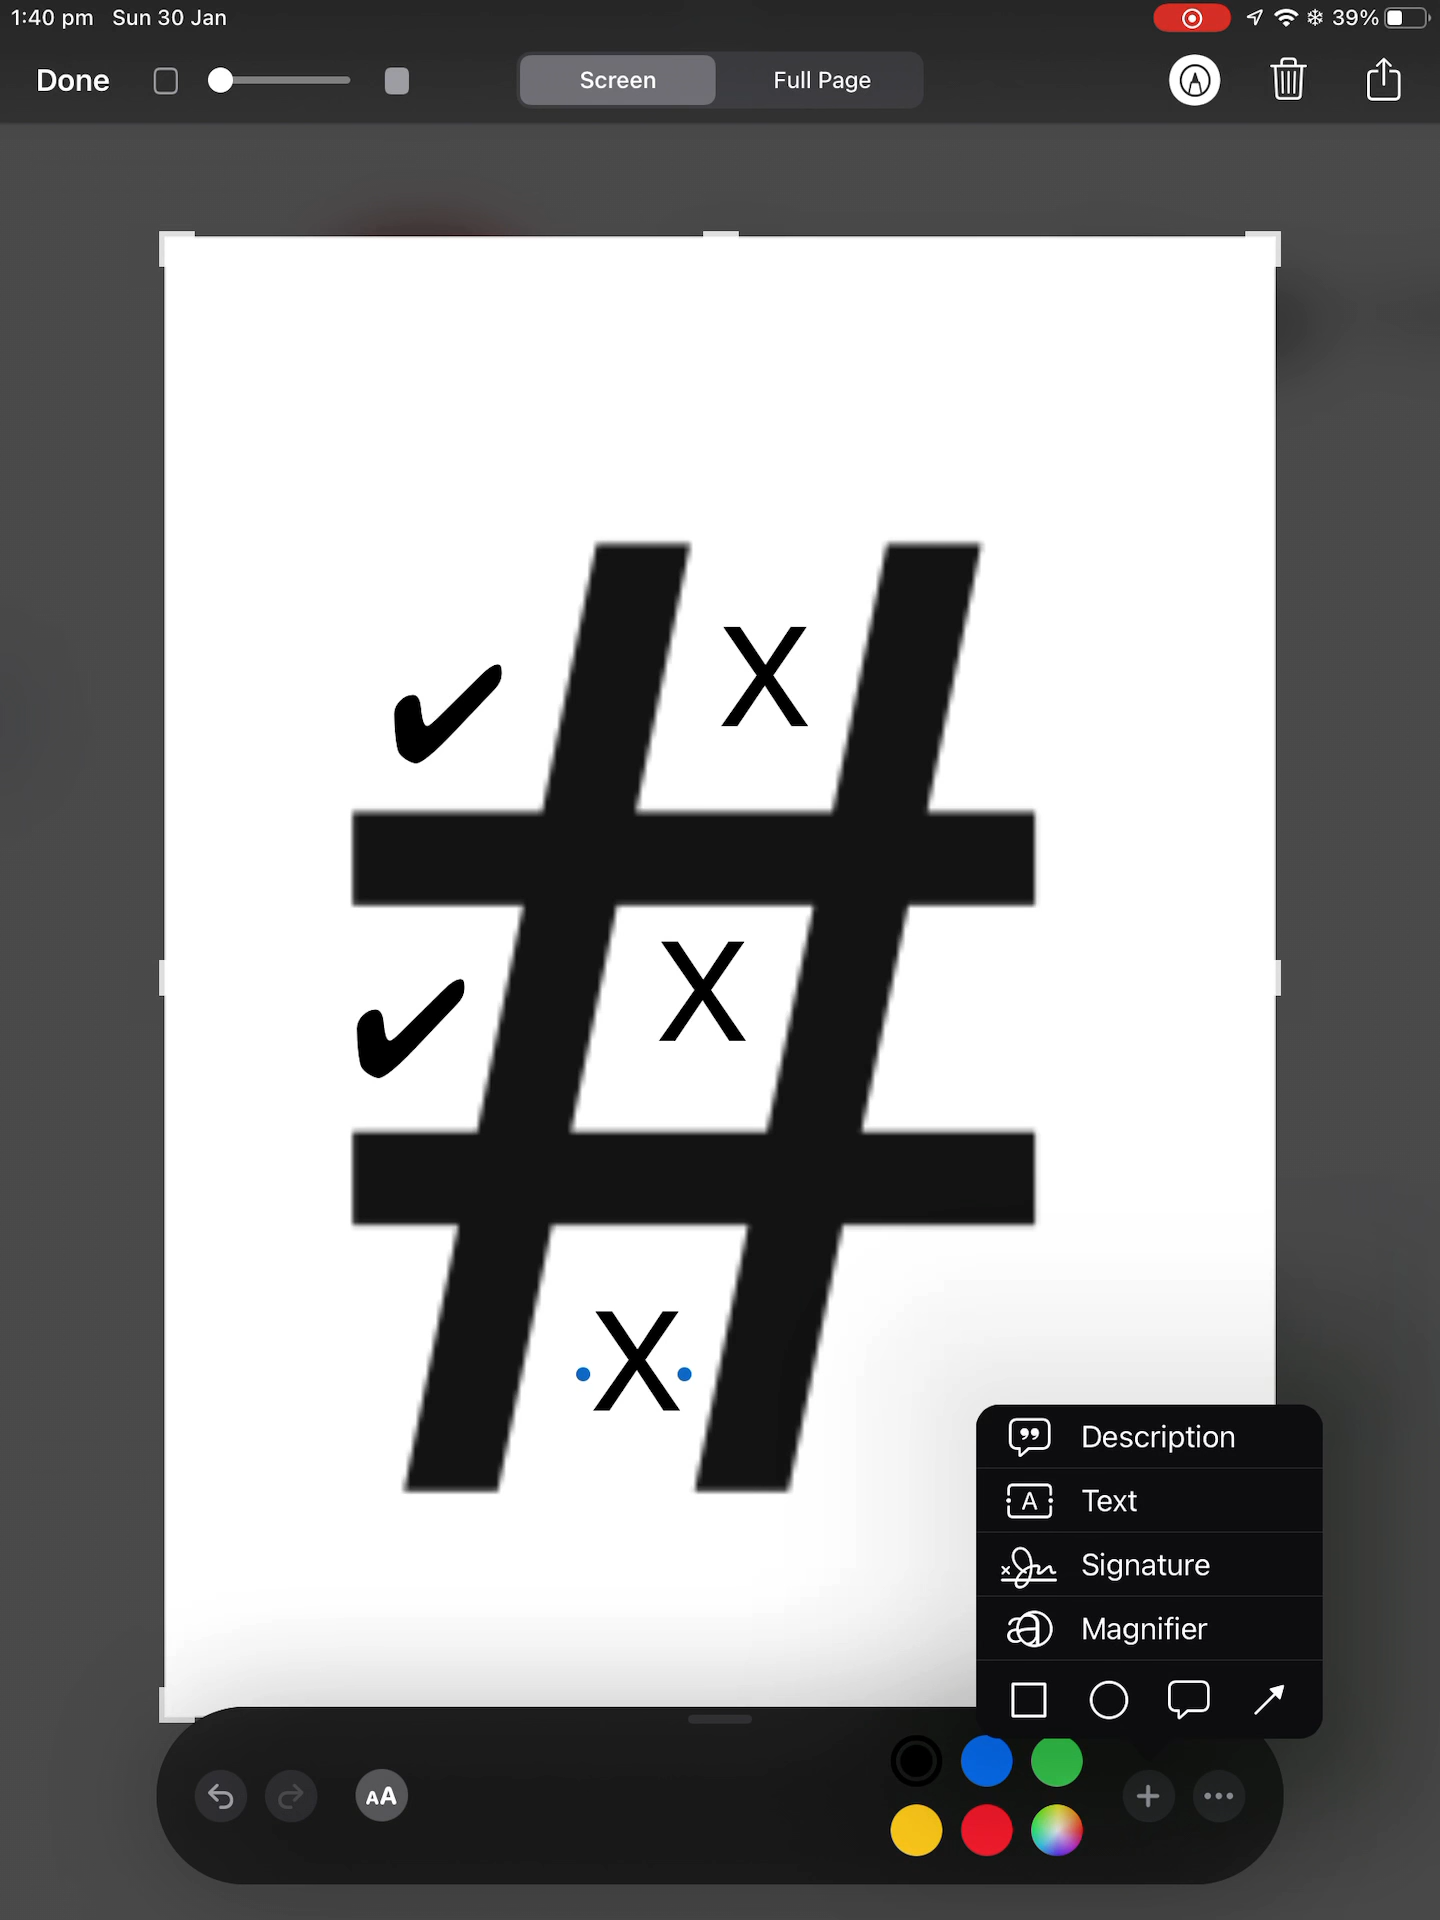 1:40 pm Sun 30 Jan 39%
Done Screen Full Page
✔ X
✔ X
X
Description
A Text
Signature
Magnifier
AA